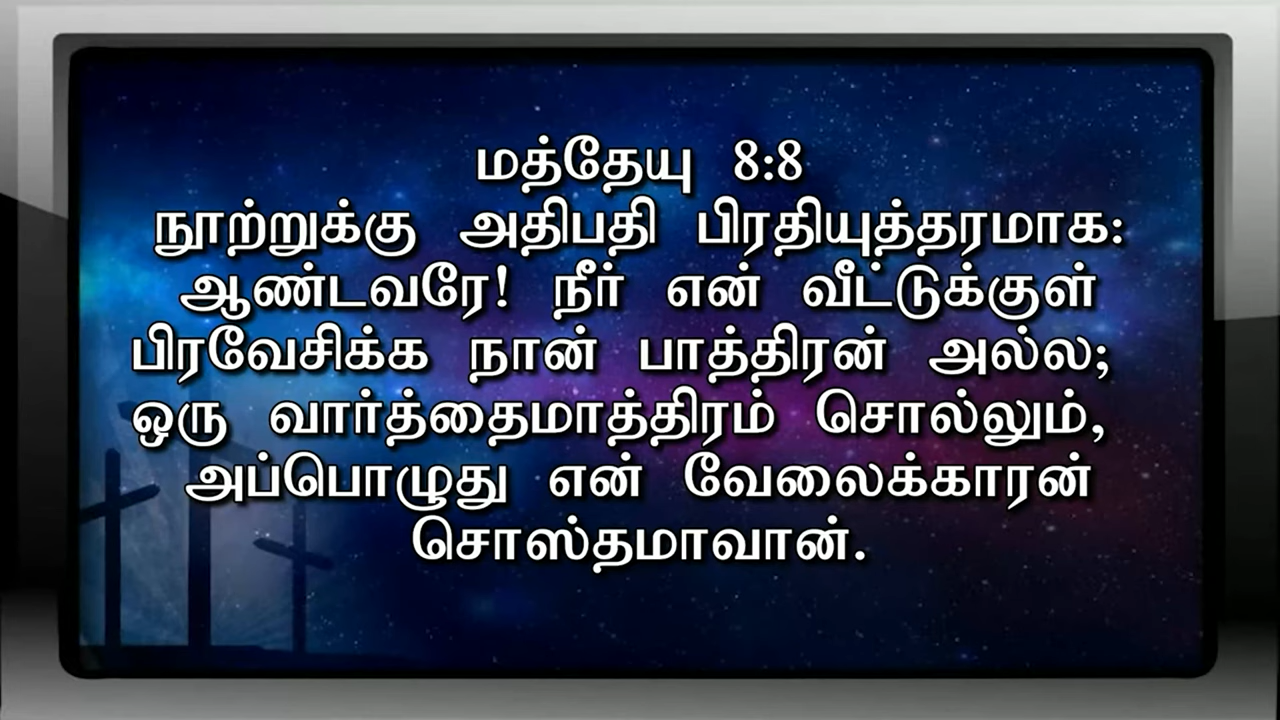 மத்தேயு 8:8
நூற்றுக்கு அதிபதி பிரதியுத்தரமாக:
ஆண்டவரே! நீர் என் வீட்டுக்குள்
பிரவேசிக்க நான் பாத்திரன் அல்ல;
ஒரு வார்த்தைமாத்திரம் சொல்லும்,
அப்பொழுது என் வேலைக்காரன்
சொஸ்தமாவான்.